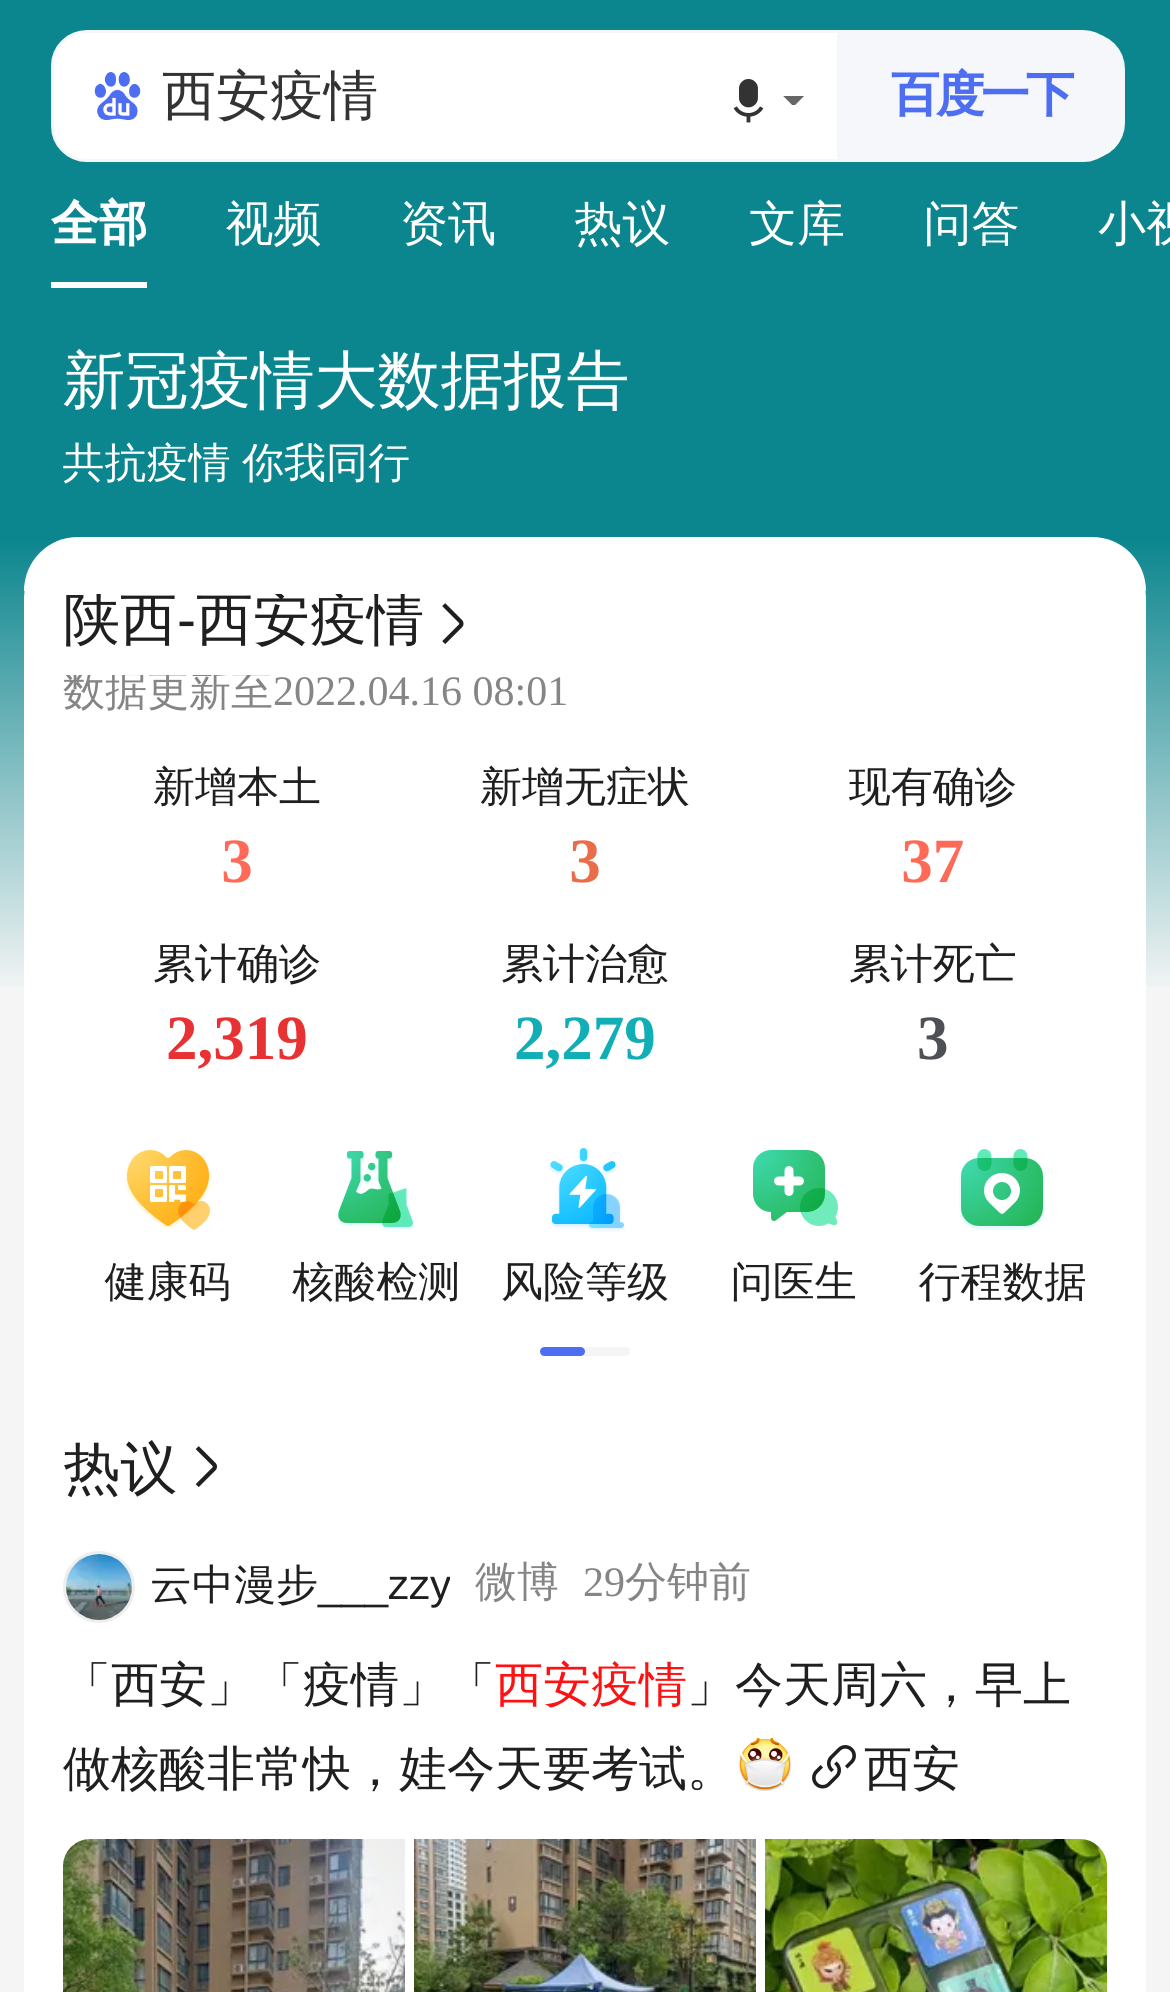 du 西安疫情 百度一下
全部 视频 资讯 热议 文库 问答 小视
新冠疫情大数据报告
共抗疫情 你我同行
陕西-西安疫情
数据更新至2022.04.16 08:01
新增本土 新增无症状 现有确诊
3 3 37
累计确诊 累计治愈 累计死亡
2,319 2,279 3
健康码 核酸检测 风险等级 问医生 行程数据
热议
云中漫步___zzy 微博 29分钟前
「西安」「疫情」「西安疫情」今天周六，早上
做核酸非常快，娃今天要考试。 西安